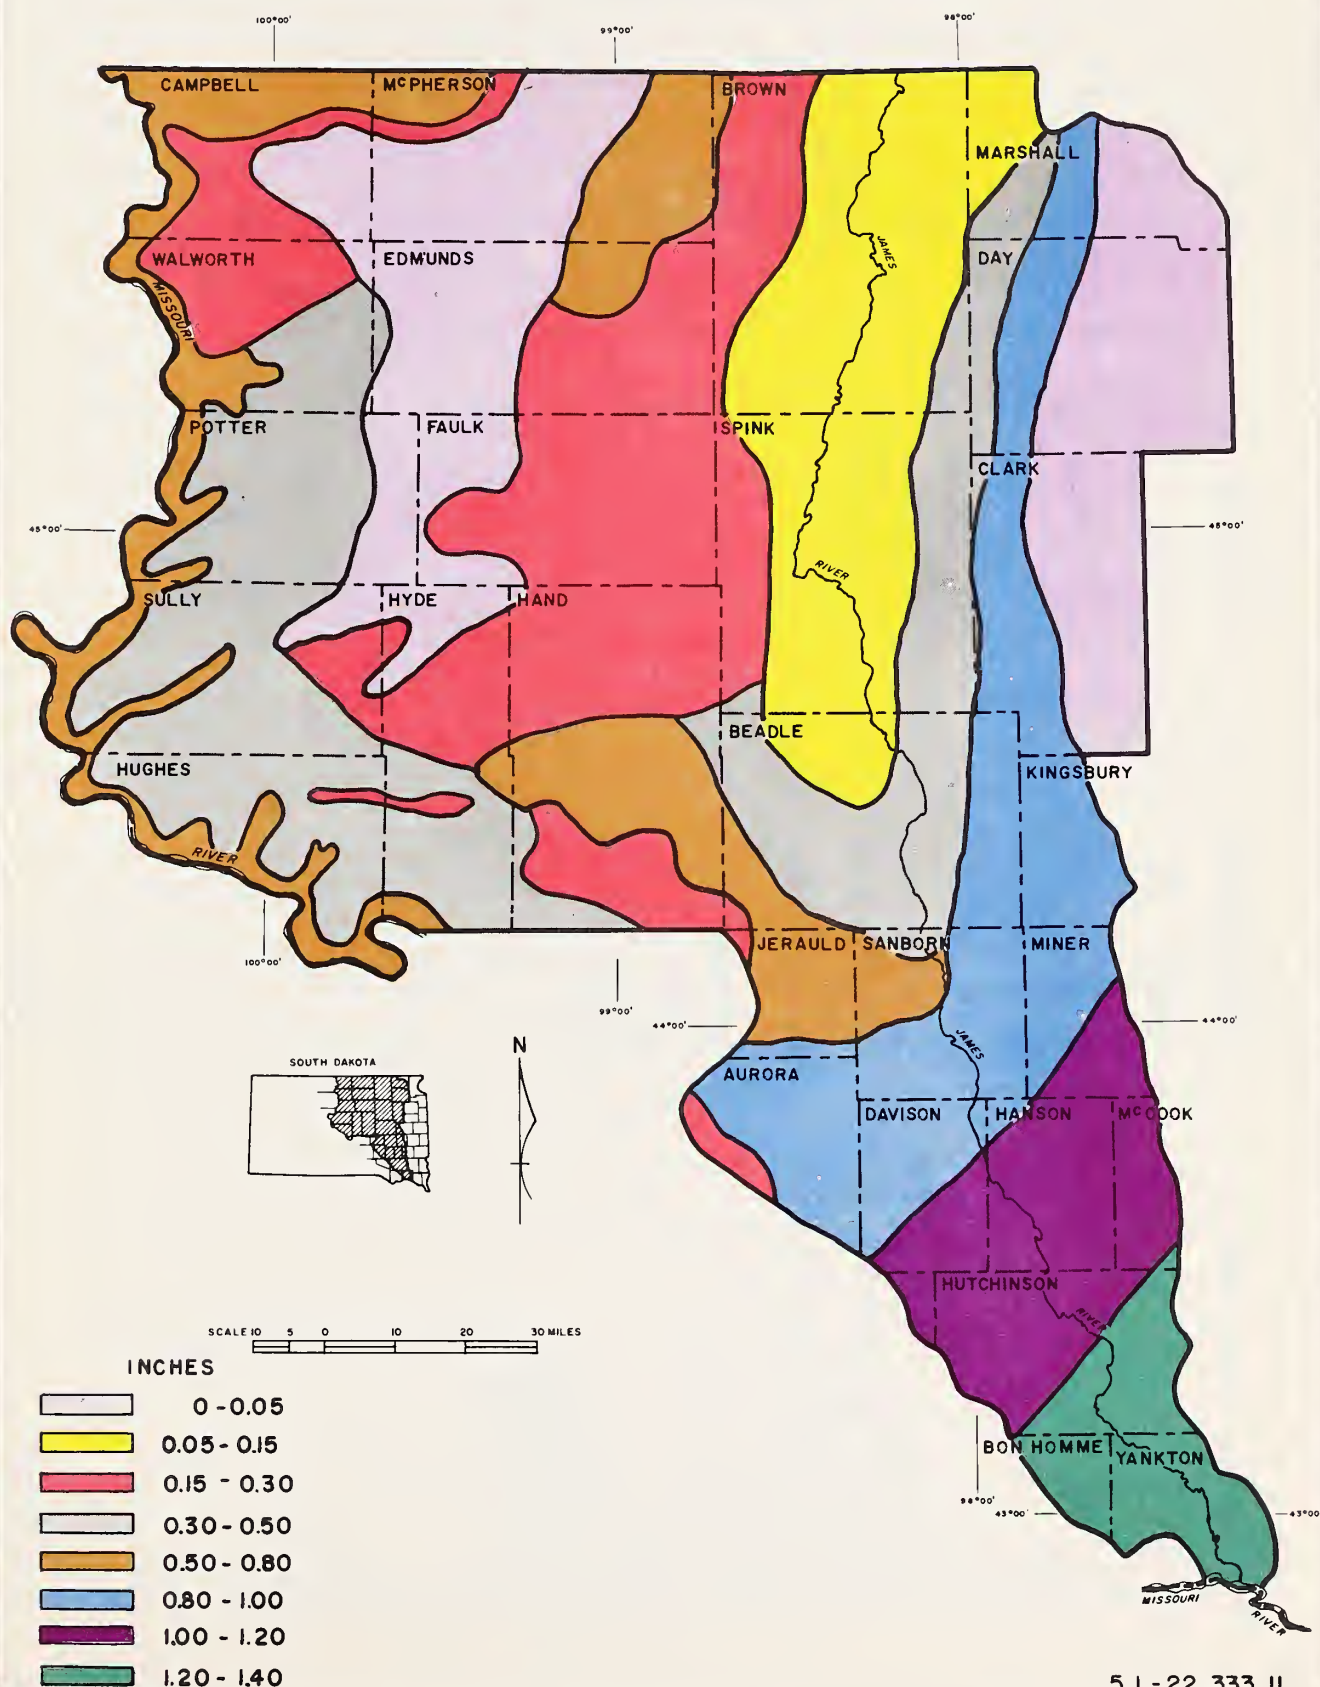 100°00' 99°00' 98°00'
CAMPBELL McPHERSON BROWN
MARSHALL
JAMES
WALWORTH EDMUNDS DAY
MISSOURI
POTTER FAULK SPINK
CLARK
45°00' 45°00'
RIVER
SULLY HYDE HAND
BEADLE
HUGHES KINGSBURY
RIVER
JERAULD SANBORN MINER
100°00'
99°00'
44°00' 44°00'
JAMES
N
SOUTH DAKOTA
AURORA
DAVISON HANSON McCOOK
HUTCHINSON
RIVER
SCALE 10 5 0 10 20 30 MILES
INCHES
0 - 0.05
0.05 - 0.15
0.15 - 0.30
0.30 - 0.50
0.50 - 0.80
0.80 - 1.00
1.00 - 1.20
1.20 - 1.40
BON HOMME YANKTON
98°00'
43°00' 43°00'
MISSOURI
RIVER